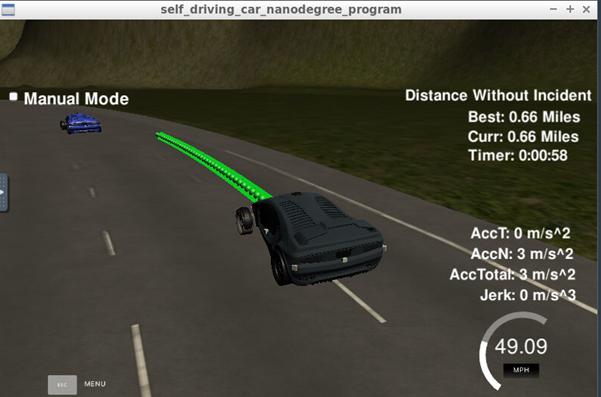 self_driving_car_nanodegree_program
Manual Mode
Distance Without Incident
Best: 0.66 Miles
Curr: 0.66 Miles
Timer: 0:00:58
AccT: 0 m/s^2
AccN: 3 m/s^2
AccTotal: 3 m/s^2
Jerk: 0 m/s^3
49.09
MPH
MENU